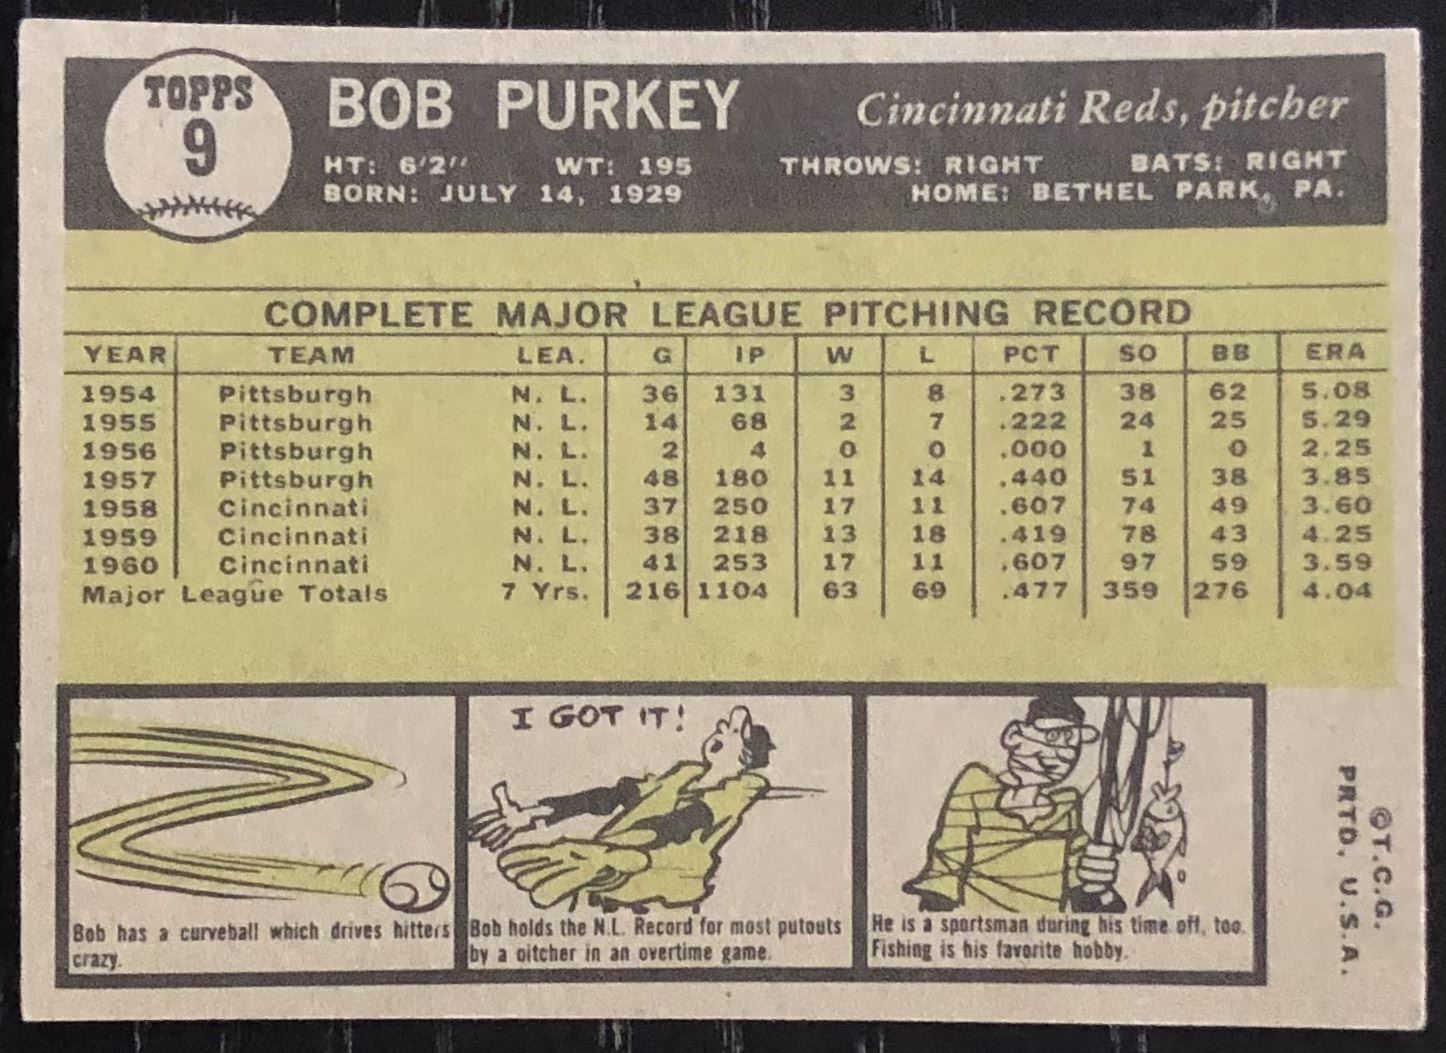 TOPPS
9
BOB PURKEY
Cincinnati Reds, pitcher
HT: 6'2" WT: 195 THROWS: RIGHT BATS: RIGHT
BORN: JULY 14, 1929 HOME: BETHEL PARK, PA.
COMPLETE MAJOR LEAGUE PITCHING RECORD
YEAR TEAM LEA. G IP W L PCT SO BB ERA
1954 Pittsburgh N. L. 36 131 3 8 .273 38 62 5.08
1955 Pittsburgh N. L. 14 68 2 7 .222 24 25 5.29
1956 Pittsburgh N. L. 2 4 0 0 .000 1 0 2.25
1957 Pittsburgh N. L. 48 180 11 14 .440 51 38 3.85
1958 Cincinnati N. L. 37 250 17 11 .607 74 49 3.60
1959 Cincinnati N. L. 38 218 13 18 .419 78 43 4.25
1960 Cincinnati N. L. 41 253 17 11 .607 97 59 3.59
Major League Totals 7 Yrs. 216 1104 63 69 .477 359 276 4.04
Bob has a curveball which drives hitters
crazy.
I GOT IT!
Bob holds the N.L. Record for most putouts
by a pitcher in an overtime game.
He is a sportsman during his time off, too.
Fishing is his favorite hobby.
©T.C.G.
PRTD. U.S.A.